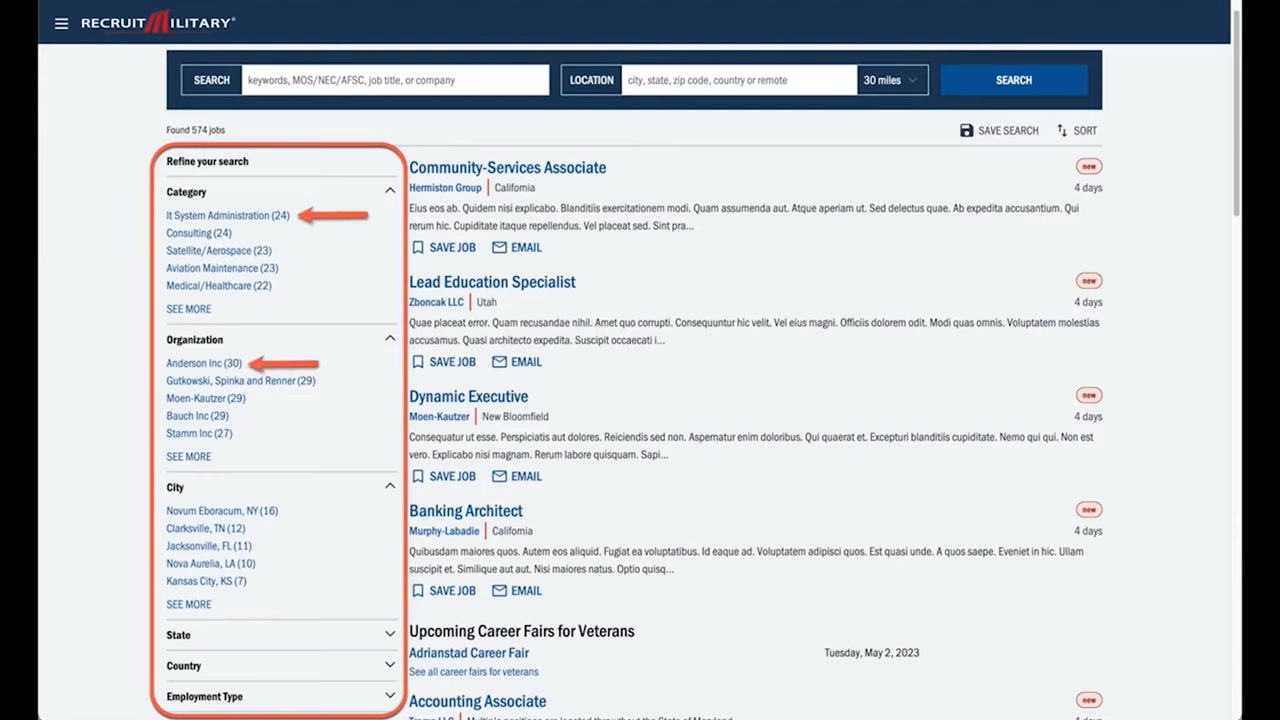 RECRUITMILITARY®
SEARCH
keywords, MOS/NEC/AFSC, job title, or company
LOCATION
city, state, zip code, country or remote
30 miles
SEARCH
Found 574 jobs
SAVE SEARCH
SORT
Refine your search
Category
It System Administration (24)
Consulting (24)
Satellite/Aerospace (23)
Aviation Maintenance (23)
Medical/Healthcare (22)
SEE MORE
Organization
Anderson Inc (30)
Gutkowski, Spinka and Renner (29)
Moen-Kautzer (29)
Bauch Inc (29)
Stamm Inc (27)
SEE MORE
City
Novum Eboracum, NY (16)
Clarksville, TN (12)
Jacksonville, FL (11)
Nova Aurelia, LA (10)
Kansas City, KS (7)
SEE MORE
State
Country
Employment Type
Community-Services Associate
new
Hermiston Group | California
4 days
Eius eos ab. Quidem nisi explicabo. Blanditiis exercitationem modi. Quam assumenda aut. Atque aperiam ut. Sed delectus quae. Ab expedita accusantium. Qui
rerum hic. Cupiditate itaque repellendus. Vel placeat sed. Sint pra...
SAVE JOB EMAIL
Lead Education Specialist
new
Zboncak LLC | Utah
4 days
Quae placeat error. Quam recusandae nihil. Amet quo corrupti. Consequuntur hic velit. Vel eius magni. Officiis dolorem odit. Modi quas omnis. Voluptatem molestias
accusamus. Quasi architecto expedita. Suscipit occaecati i...
SAVE JOB EMAIL
Dynamic Executive
new
Moen-Kautzer | New Bloomfield
4 days
Consequatur ut esse. Perspiciatis aut dolores. Reiciendis sed non. Aspernatur enim doloribus. Qui quaerat et. Excepturi blanditiis cupiditate. Nemo qui qui. Non est
vero. Explicabo nisi magnam. Rerum labore quisquam. Sapi...
SAVE JOB EMAIL
Banking Architect
new
Murphy-Labadie | California
4 days
Quibusdam maiores quos. Autem eos aliquid. Fugiat ea voluptatibus. Id eaque ad. Voluptatem adipisci quos. Est quasi unde. A quos saepe. Eveniet in hic. Ullam
suscipit et. Similique aut aut. Nisi maiores natus. Optio quisq...
SAVE JOB EMAIL
Upcoming Career Fairs for Veterans
Adrianstad Career Fair
Tuesday, May 2, 2023
See all career fairs for veterans
Accounting Associate
new
Multiple positions are located throughout the State of Maryland